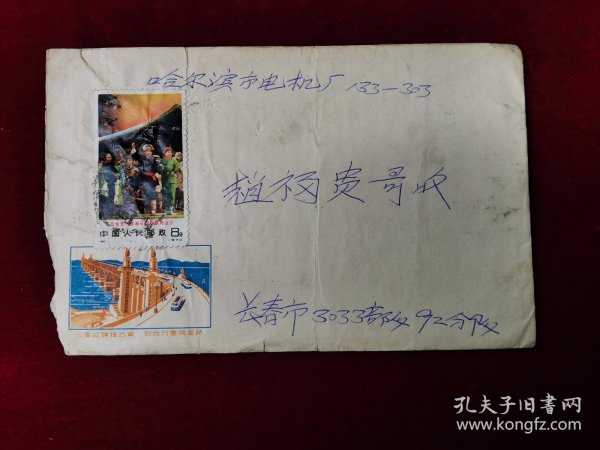 哈尔滨市电机厂 133-303
中国人民邮政 8分
赵福贵哥收
长春市3033部队92分队
孔夫子旧书网
www.kongfz.com